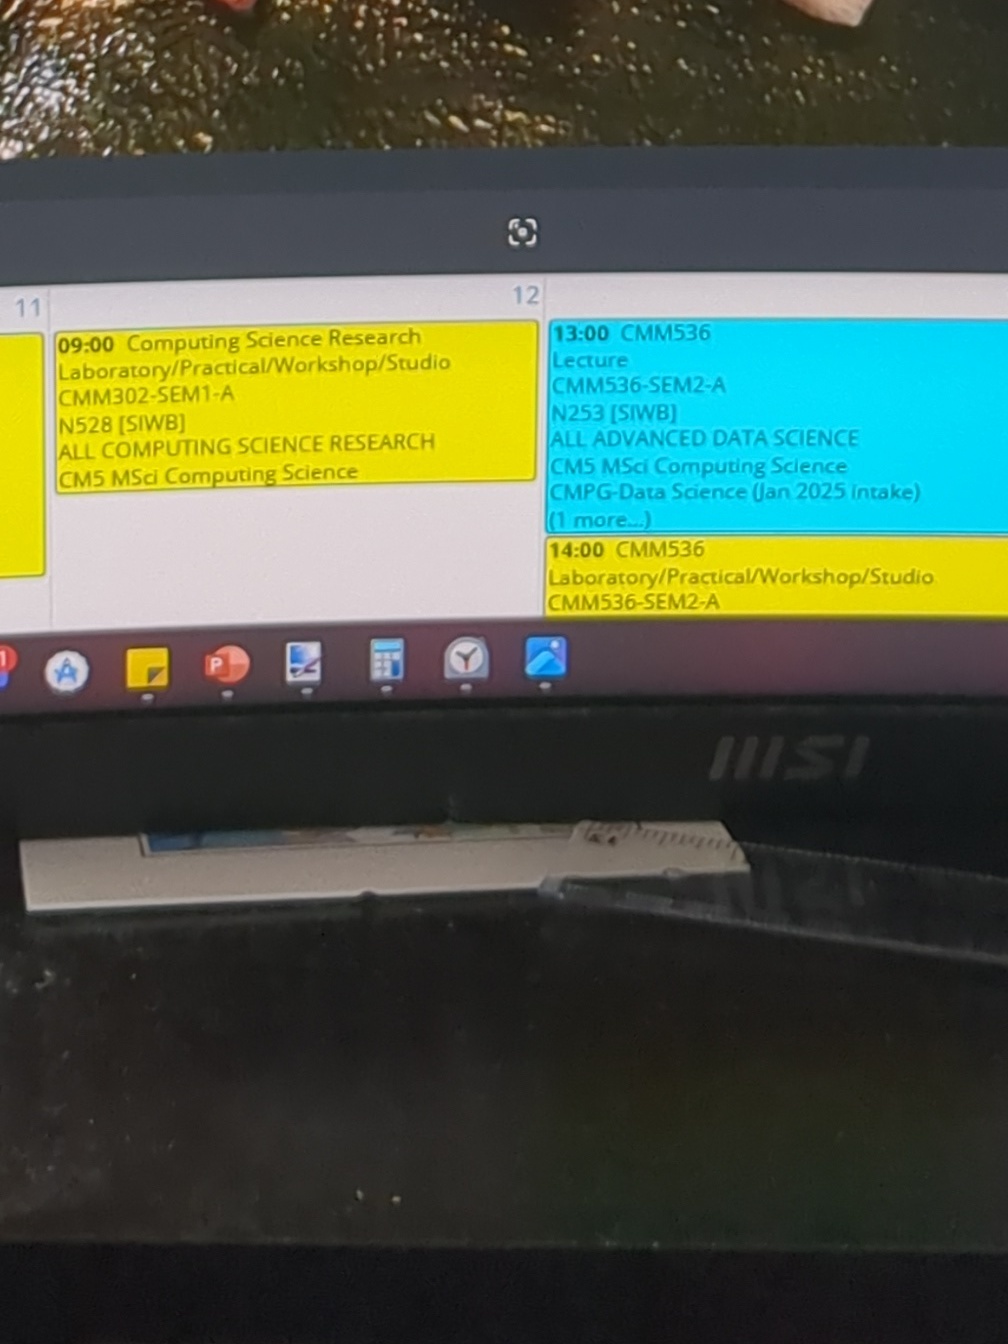 11
12
09:00 Computing Science Research
Laboratory/Practical/Workshop/Studio
CMM302-SEM1-A
N528 [SIWB]
ALL COMPUTING SCIENCE RESEARCH
CM5 MSci Computing Science
13:00 CMM536
Lecture
CMM536-SEM2-A
N253 [SIWB]
ALL ADVANCED DATA SCIENCE
CM5 MSci Computing Science
CMPG-Data Science (Jan 2025 intake)
(1 more...)
14:00 CMM536
Laboratory/Practical/Workshop/Studio
CMM536-SEM2-A
1
P
msi